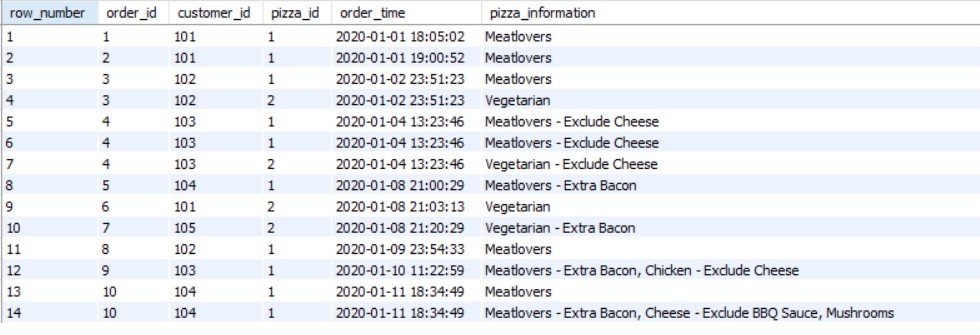 row_number order_id customer_id pizza_id order_time pizza_information
1 1 101 1 2020-01-01 18:05:02 Meatlovers
2 2 101 1 2020-01-01 19:00:52 Meatlovers
3 3 102 1 2020-01-02 23:51:23 Meatlovers
4 3 102 2 2020-01-02 23:51:23 Vegetarian
5 4 103 1 2020-01-04 13:23:46 Meatlovers - Exclude Cheese
6 4 103 1 2020-01-04 13:23:46 Meatlovers - Exclude Cheese
7 4 103 2 2020-01-04 13:23:46 Vegetarian - Exclude Cheese
8 5 104 1 2020-01-08 21:00:29 Meatlovers - Extra Bacon
9 6 101 2 2020-01-08 21:03:13 Vegetarian
10 7 105 2 2020-01-08 21:20:29 Vegetarian - Extra Bacon
11 8 102 1 2020-01-09 23:54:33 Meatlovers
12 9 103 1 2020-01-10 11:22:59 Meatlovers - Extra Bacon, Chicken - Exclude Cheese
13 10 104 1 2020-01-11 18:34:49 Meatlovers
14 10 104 1 2020-01-11 18:34:49 Meatlovers - Extra Bacon, Cheese - Exclude BBQ Sauce, Mushrooms